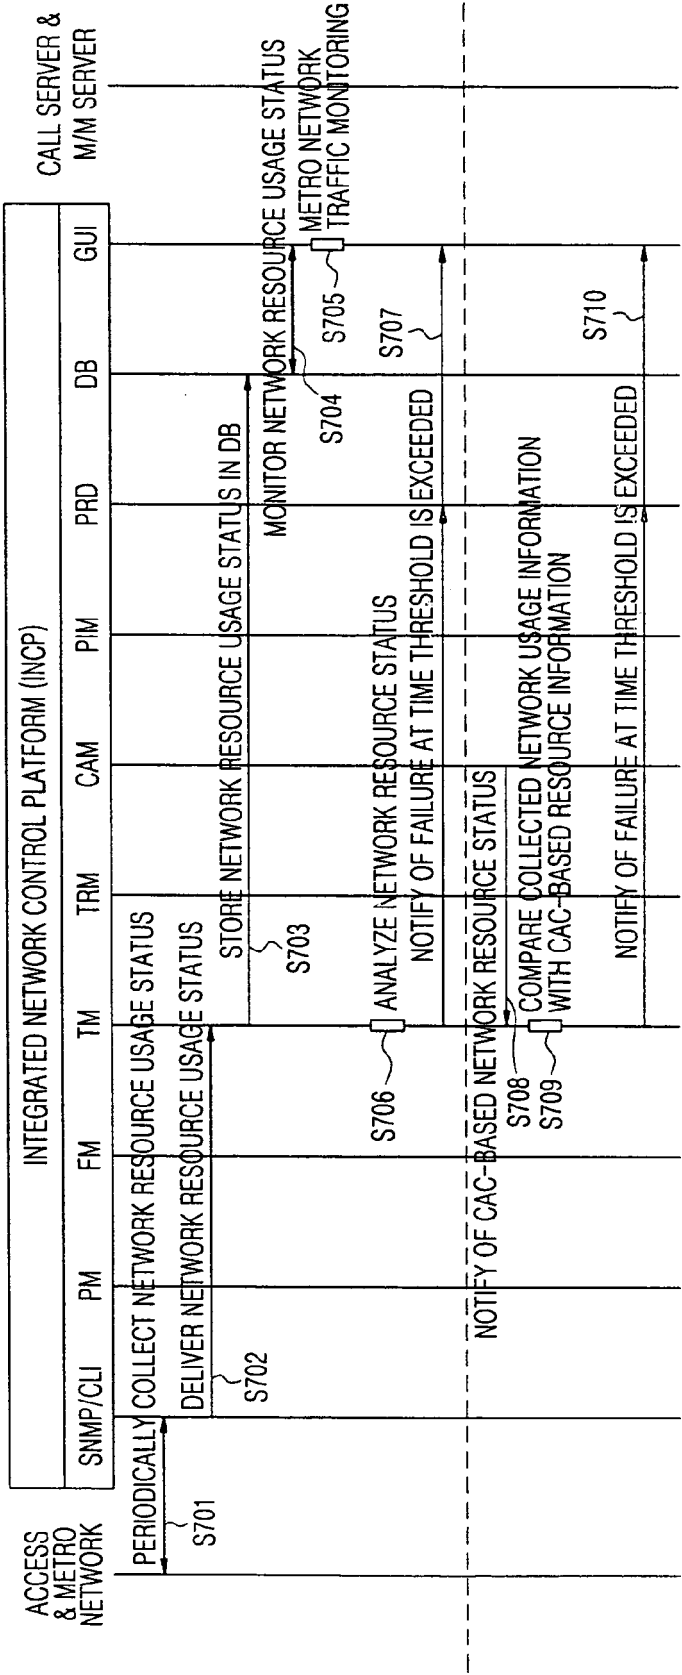 ACCESS
& METRO
NETWORK
INTEGRATED NETWORK CONTROL PLATFORM (INCP)
SNMP/CLI
PM
FM
TM
TRM
CAM
PIM
PRD
DB
GUI
CALL SERVER &
M/M SERVER
PERIODICALLY COLLECT NETWORK RESOURCE USAGE STATUS
S701
DELIVER NETWORK RESOURCE USAGE STATUS
S702
STORE NETWORK RESOURCE USAGE STATUS IN DB
S703
MONITOR NETWORK RESOURCE USAGE STATUS
S704
METRO NETWORK
TRAFFIC MONITORING
S705
ANALYZE NETWORK RESOURCE STATUS
S706
NOTIFY OF FAILURE AT TIME THRESHOLD IS EXCEEDED
S707
NOTIFY OF CAC-BASED NETWORK RESOURCE STATUS
S708
COMPARE COLLECTED NETWORK USAGE INFORMATION
WITH CAC-BASED RESOURCE INFORMATION
S709
NOTIFY OF FAILURE AT TIME THRESHOLD IS EXCEEDED
S710